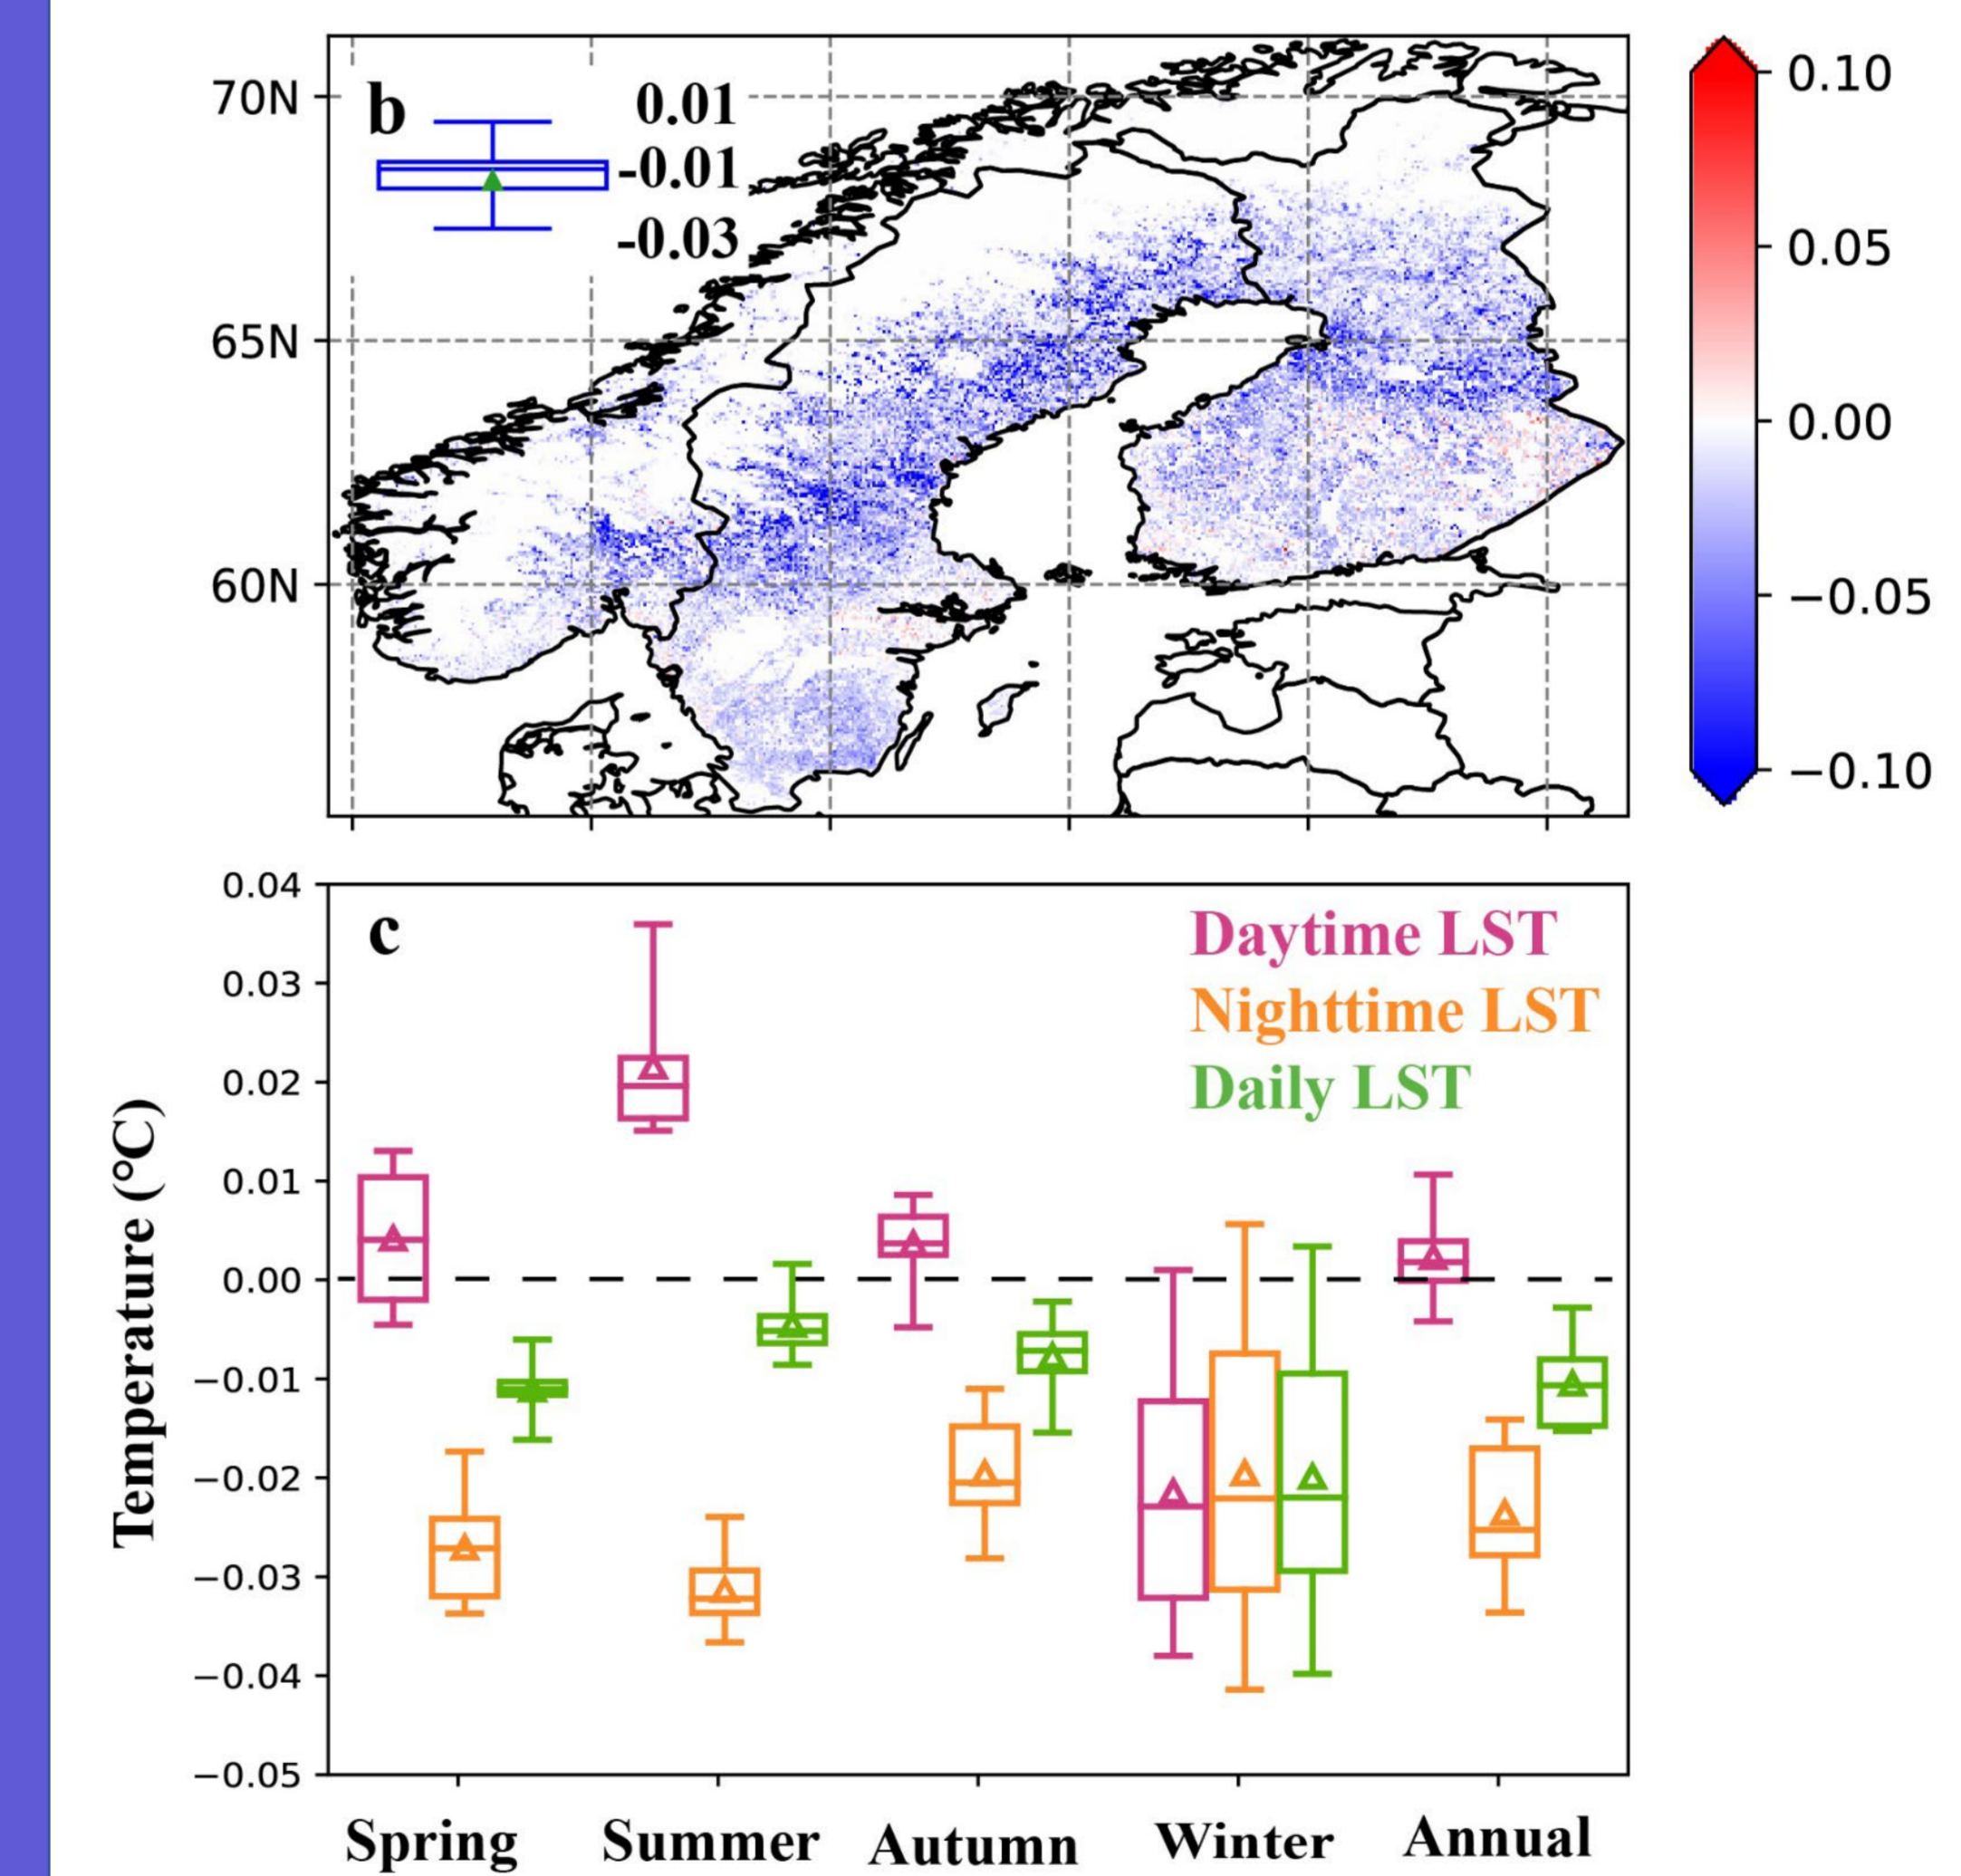 b
0.01
-0.01
-0.03
70N
65N
60N
0.10
0.05
0.00
−0.05
−0.10
c
Daytime LST
Nighttime LST
Daily LST
Temperature (°C)
0.04
0.03
0.02
0.01
0.00
−0.01
−0.02
−0.03
−0.04
−0.05
Spring Summer Autumn Winter Annual